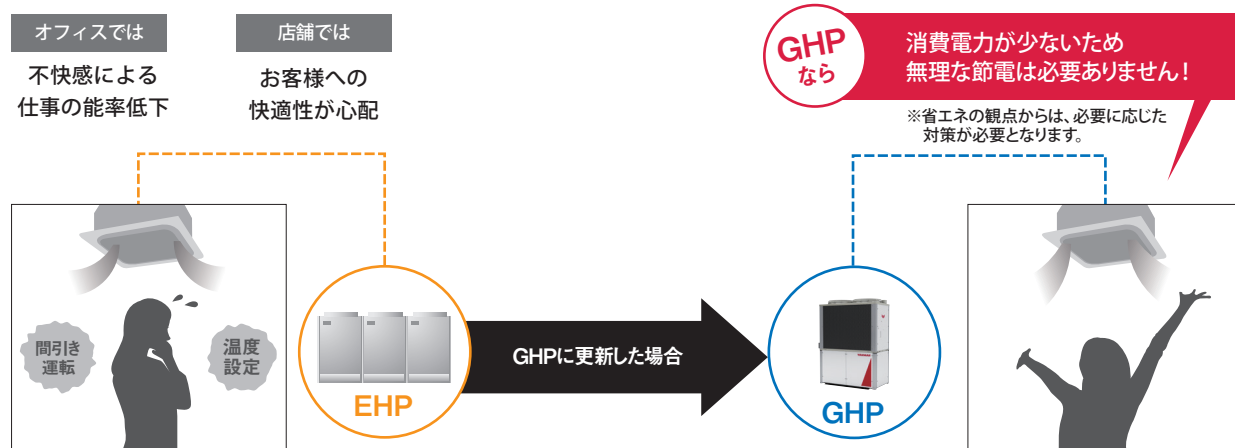 オフィスでは
不快感による
仕事の能率低下
店舗では
お客様への
快適性が心配
GHP
なら
消費電力が少ないため
無理な節電は必要ありません！
※省エネの観点からは、必要に応じた
対策が必要となります。
間引き
運転
温度
設定
EHP
GHPに更新した場合
GHP